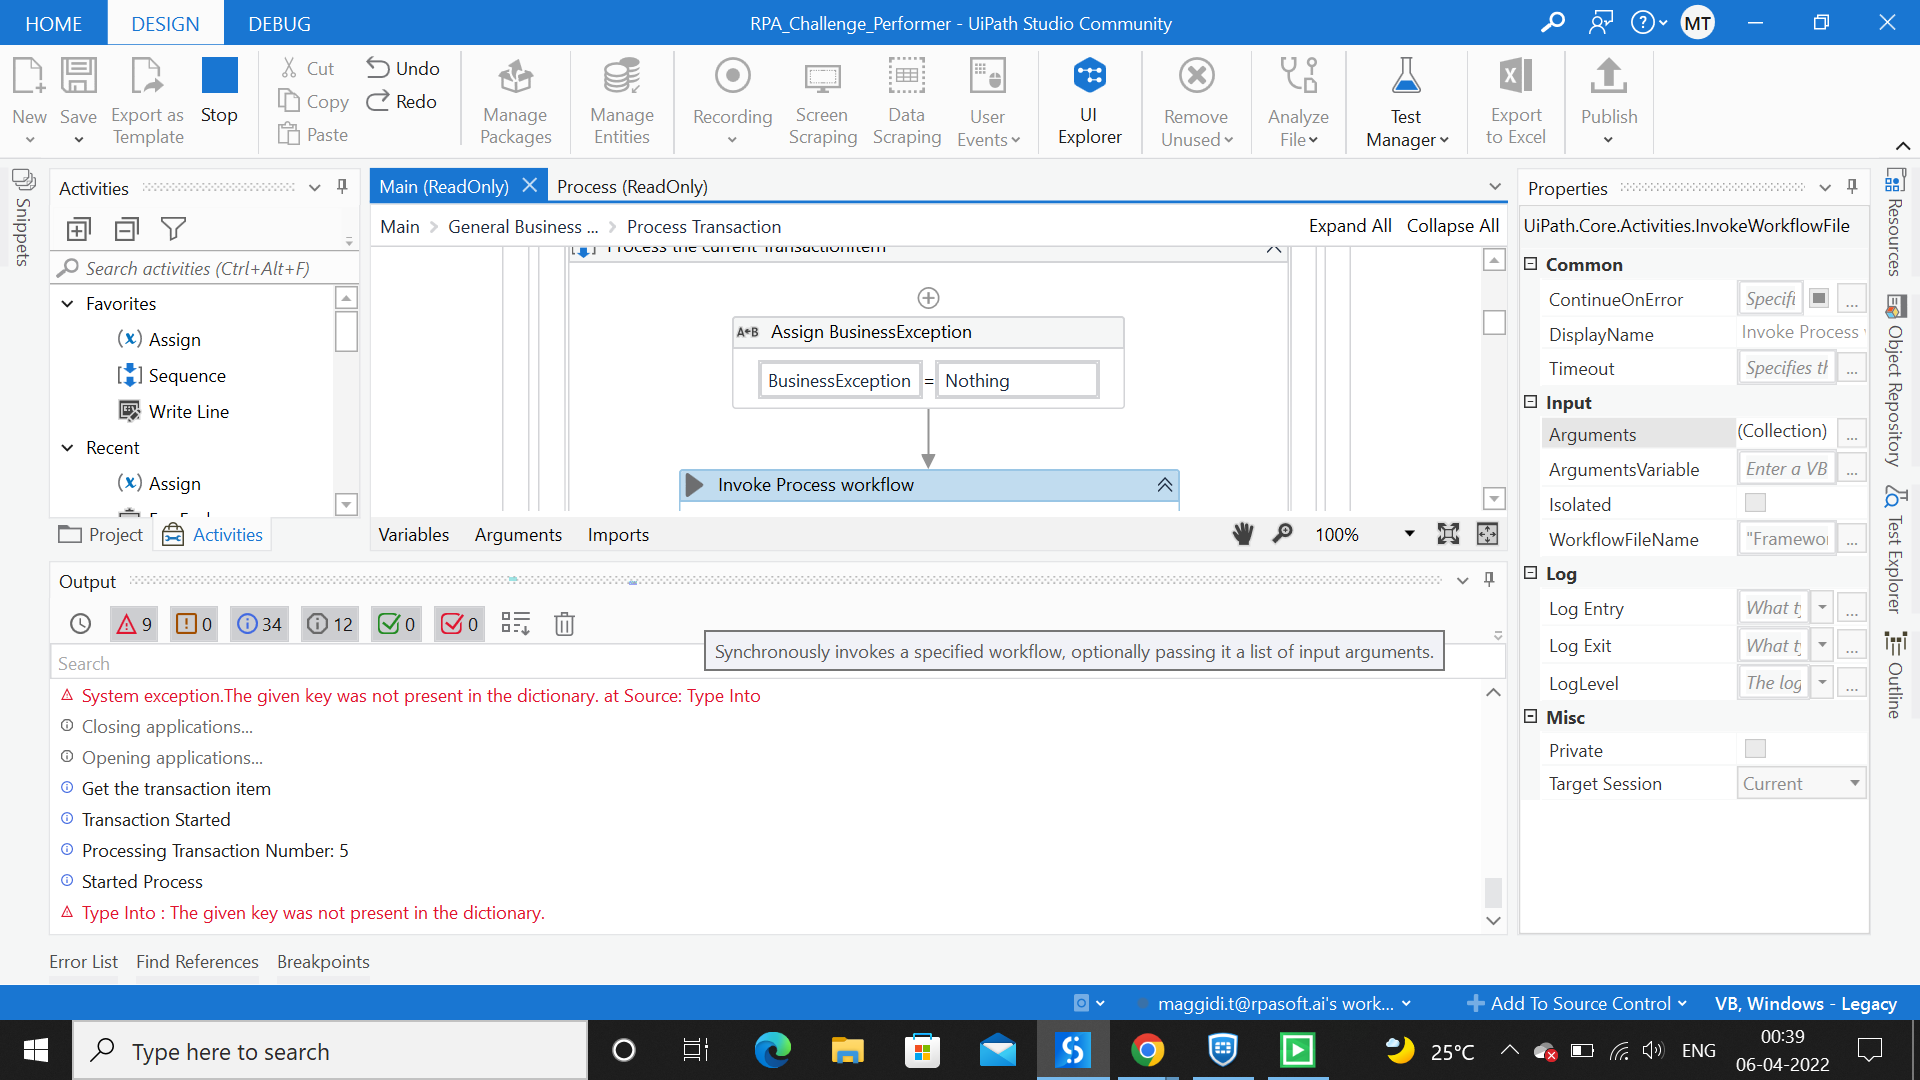 HOME DESIGN DEBUG RPA_Challenge_Performer - UiPath Studio Community MT
New Save Export as Template Stop Cut Copy Paste Undo Redo Manage Packages Manage Entities Recording Screen Scraping Data Scraping User Events UI Explorer Remove Unused Analyze File Test Manager Export to Excel Publish
Snippets
Activities
Search activities (Ctrl+Alt+F)
Favorites
Assign
Sequence
Write Line
Recent
Assign
Project Activities
Main (ReadOnly) Process (ReadOnly)
Main > General Business ... > Process Transaction Expand All Collapse All
Process the current TransactionItem
A+B Assign BusinessException
BusinessException = Nothing
Invoke Process workflow
Variables Arguments Imports 100%
Properties
UiPath.Core.Activities.InvokeWorkflowFile
Common
ContinueOnError Specifi ...
DisplayName Invoke Process
Timeout Specifies th ...
Input
Arguments (Collection) ...
ArgumentsVariable Enter a VB ...
Isolated
WorkflowFileName "Framewor ...
Log
Log Entry What ty ...
Log Exit What ty ...
LogLevel The log ...
Misc
Private
Target Session Current
Resources
Object Repository
Test Explorer
Outline
Output
9 0 34 12 0 0
Synchronously invokes a specified workflow, optionally passing it a list of input arguments.
Search
System exception.The given key was not present in the dictionary. at Source: Type Into
Closing applications...
Opening applications...
Get the transaction item
Transaction Started
Processing Transaction Number: 5
Started Process
Type Into : The given key was not present in the dictionary.
Error List Find References Breakpoints
maggidi.t@rpasoft.ai's work... Add To Source Control VB, Windows - Legacy
Type here to search 25°C ENG 00:39
06-04-2022